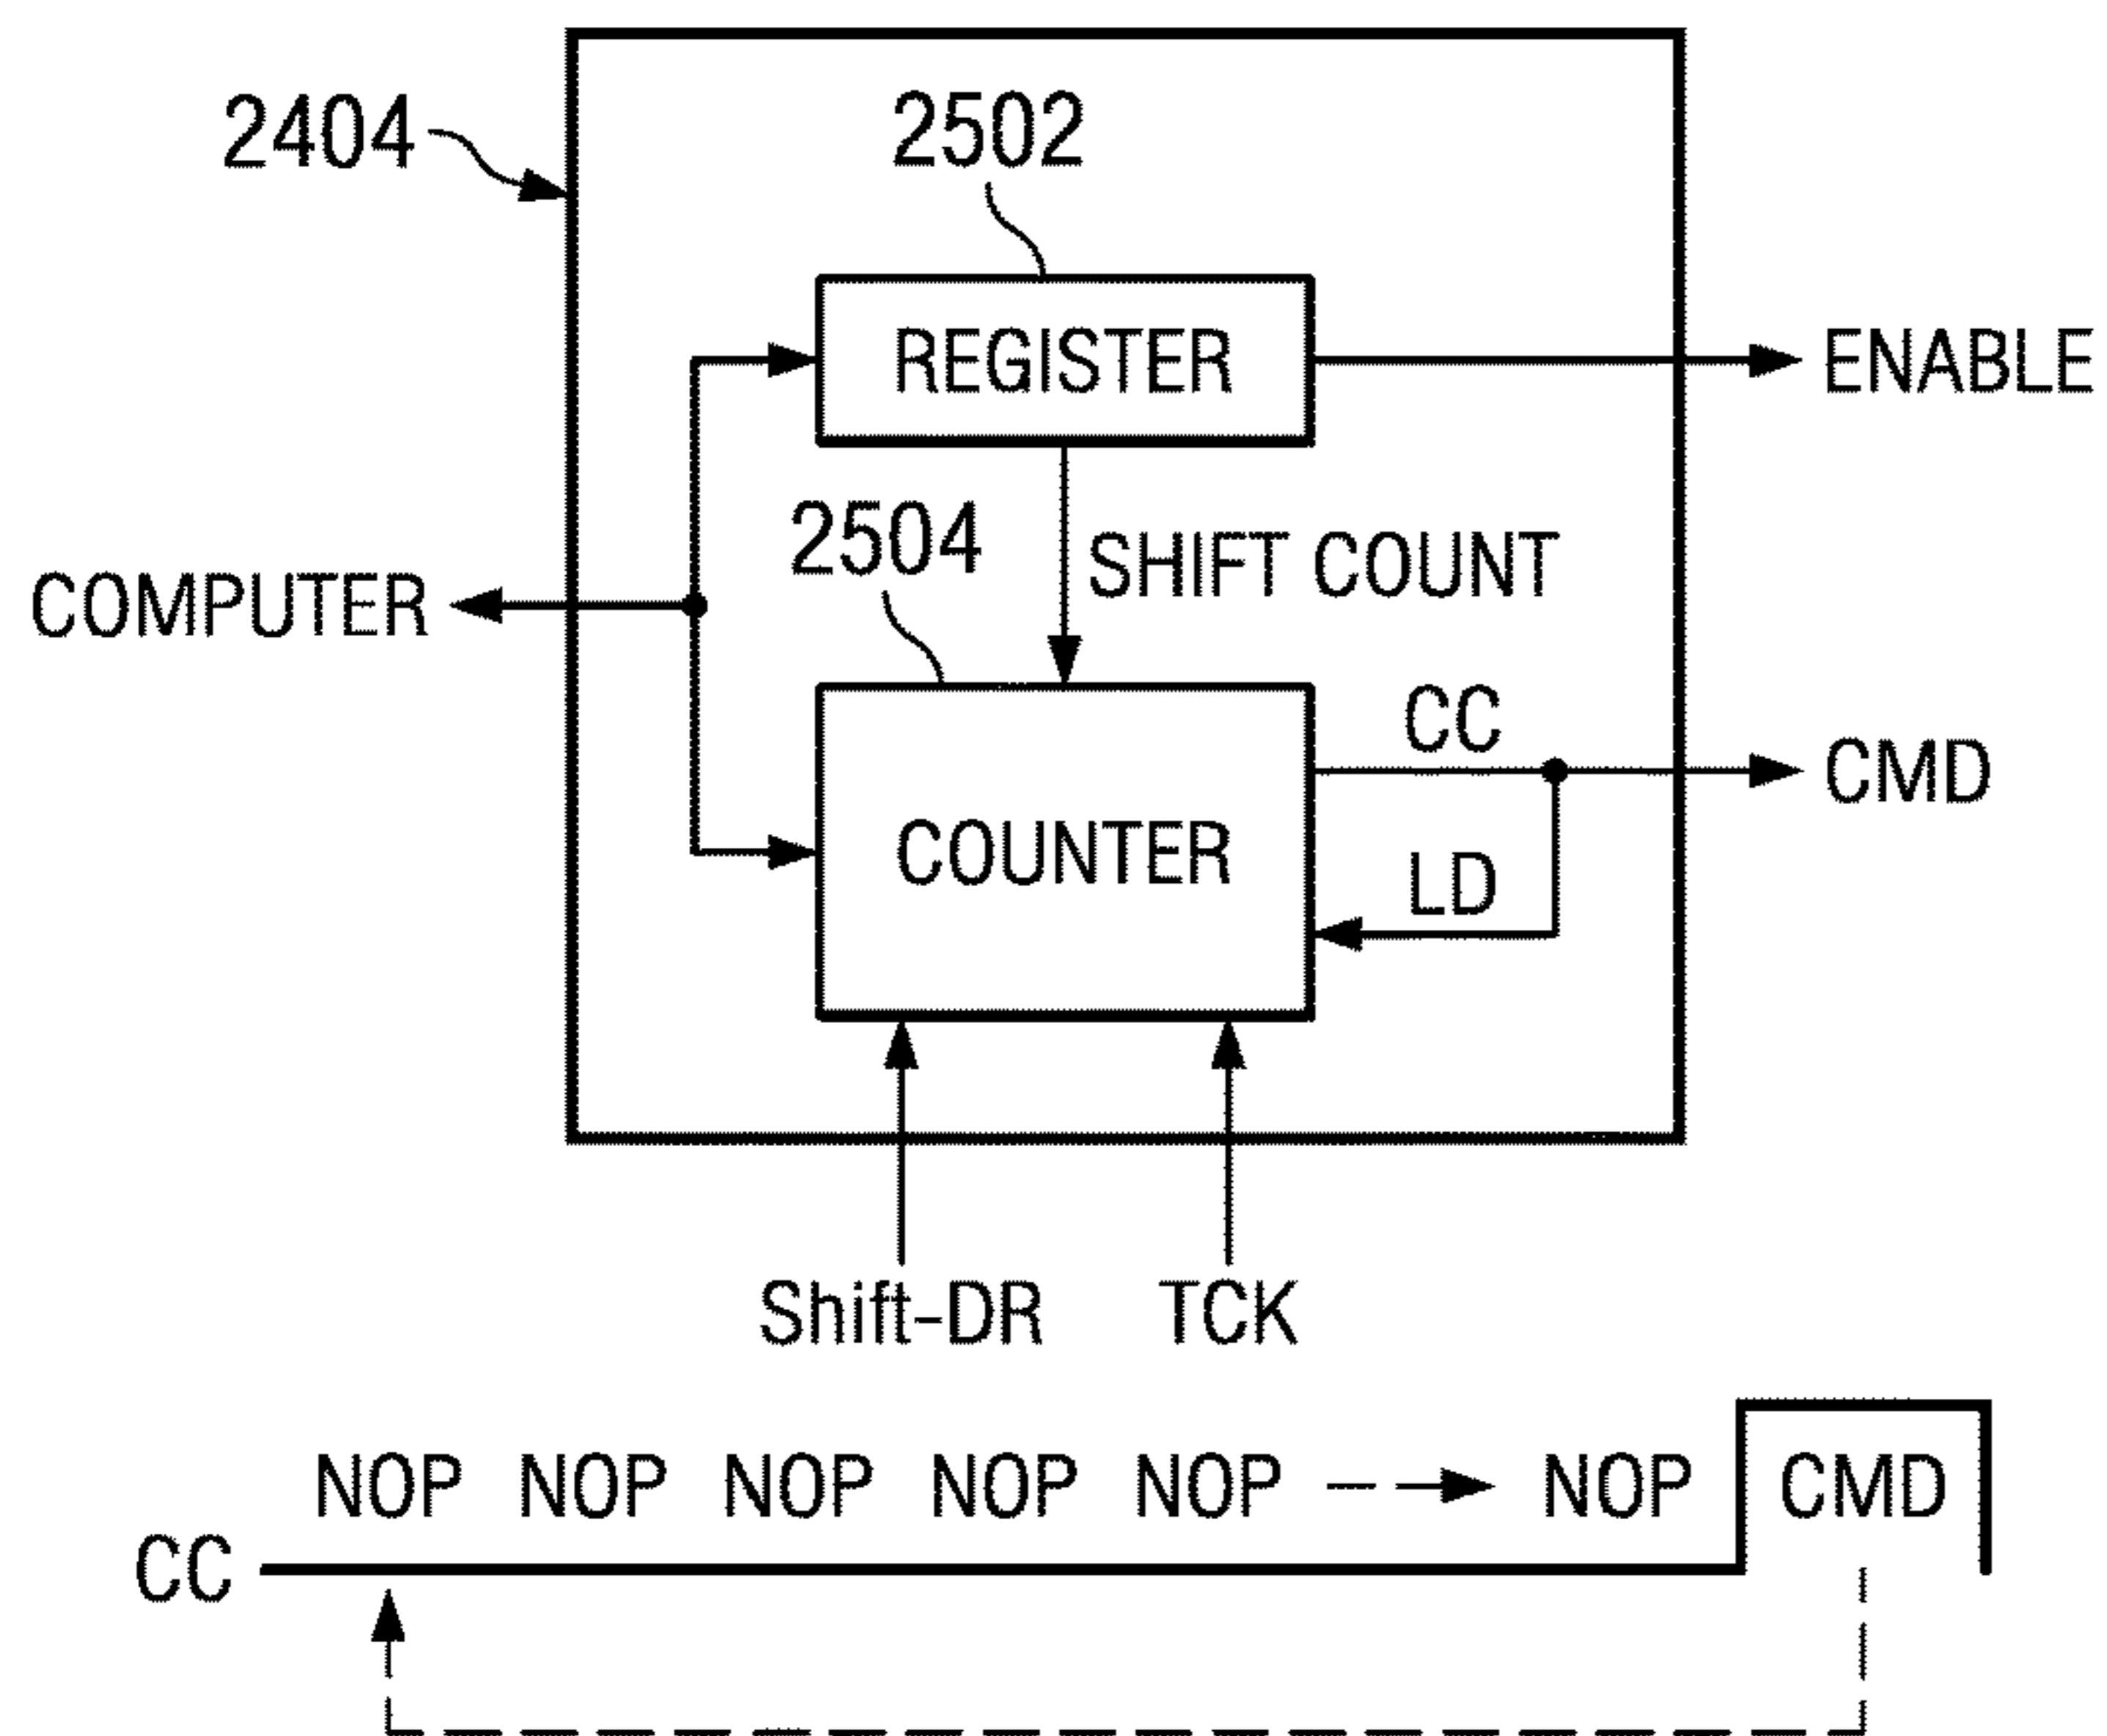 2404
2502
REGISTER
ENABLE
2504
SHIFT COUNT
COMPUTER
CC
CMD
COUNTER
LD
Shift-DR TCK
NOP NOP NOP NOP NOP NOP CMD
CC